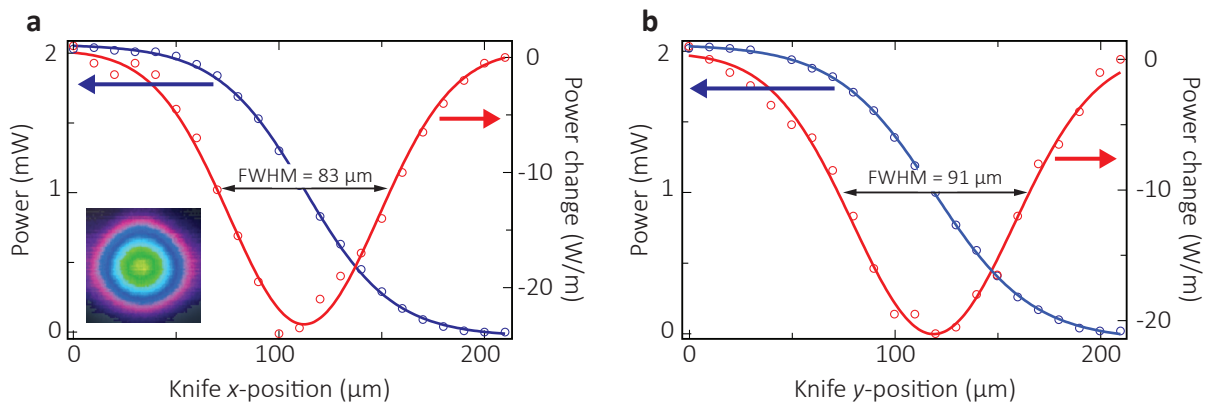 a
2
1
0
Power (mW)
FWHM = 83 µm
0
-10
-20
Power change (W/m)
0
100
200
Knife x-position (µm)
b
2
1
0
Power (mW)
FWHM = 91 µm
0
-10
-20
Power change (W/m)
0
100
200
Knife y-position (µm)